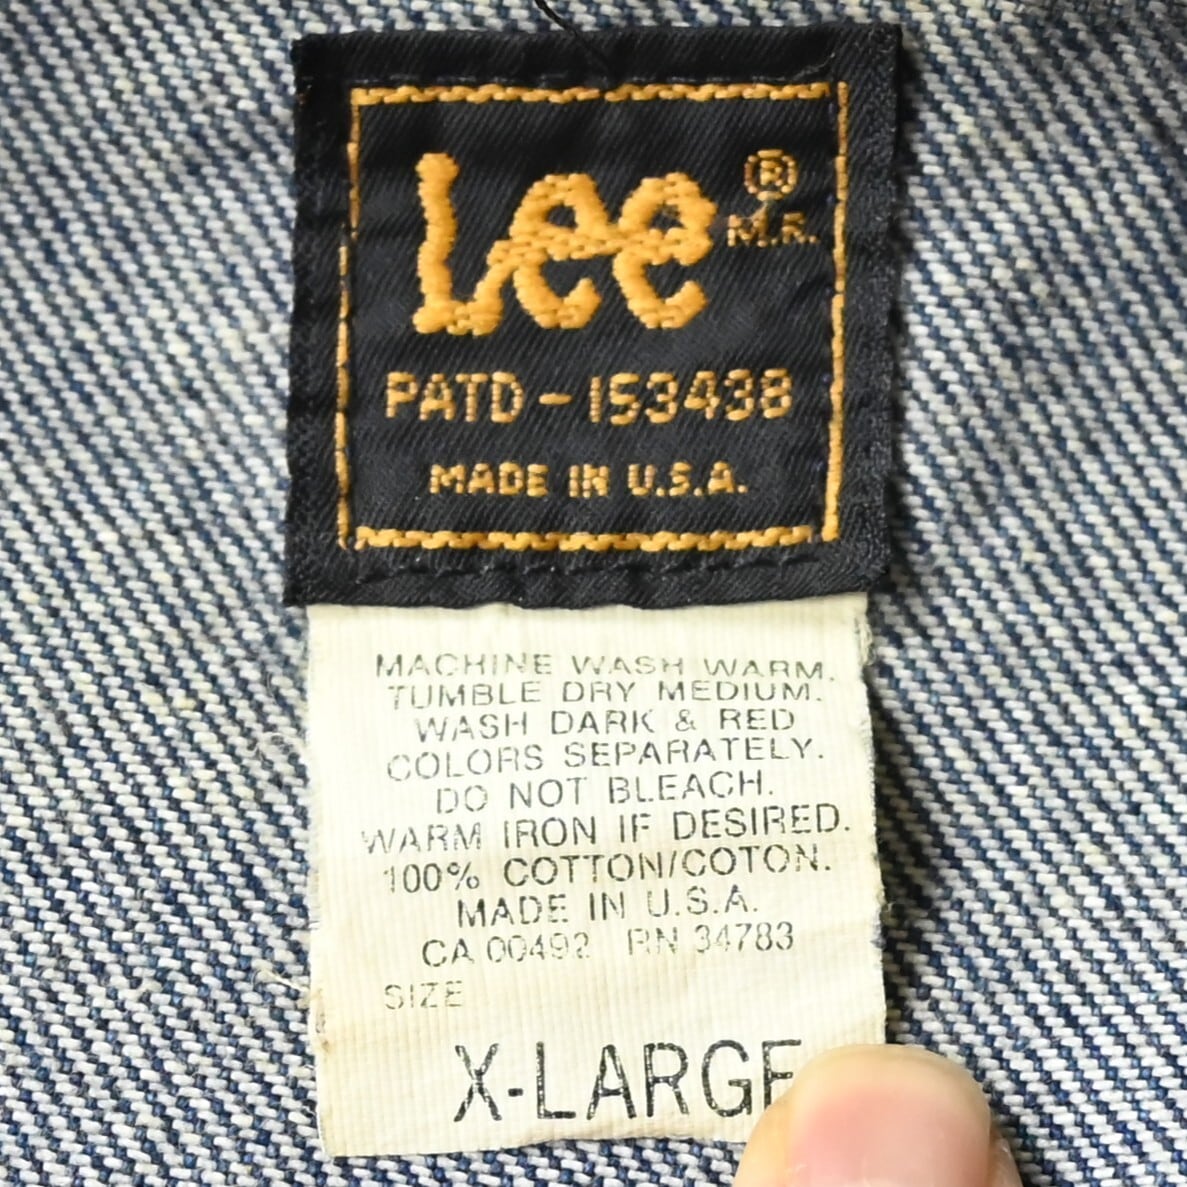 Lee ®
M.R.
PATD-153438
MADE IN U.S.A.
MACHINE WASH WARM.
TUMBLE DRY MEDIUM.
WASH DARK & RED
COLORS SEPARATELY.
DO NOT BLEACH.
WARM IRON IF DESIRED.
100% COTTON/COTON.
MADE IN U.S.A.
CA 00492 RN 34783
SIZE
X-LARGE